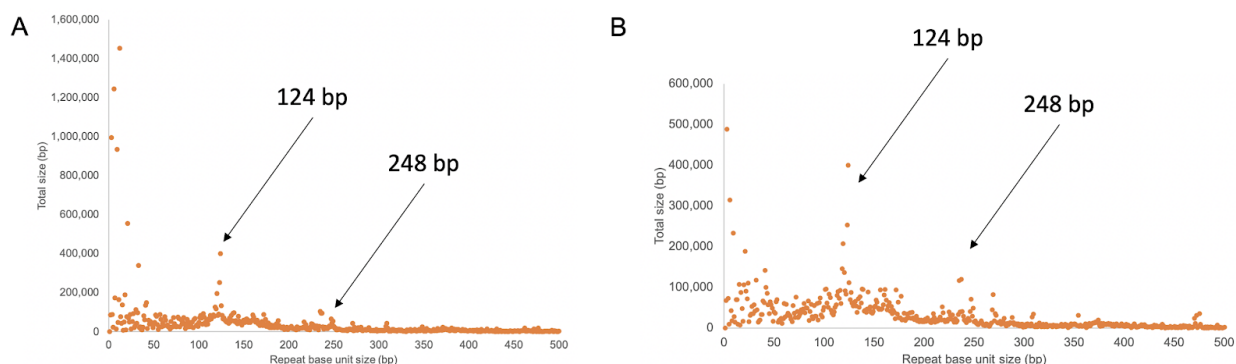 A
1,600,000
1,400,000
1,200,000
1,000,000
800,000
600,000
400,000
200,000
0
Total size (bp)
124 bp
248 bp
0 50 100 150 200 250 300 350 400 450 500
Repeat base unit size (bp)
B
600,000
500,000
400,000
300,000
200,000
100,000
0
Total size (bp)
124 bp
248 bp
0 50 100 150 200 250 300 350 400 450 500
Repeat base unit size (bp)